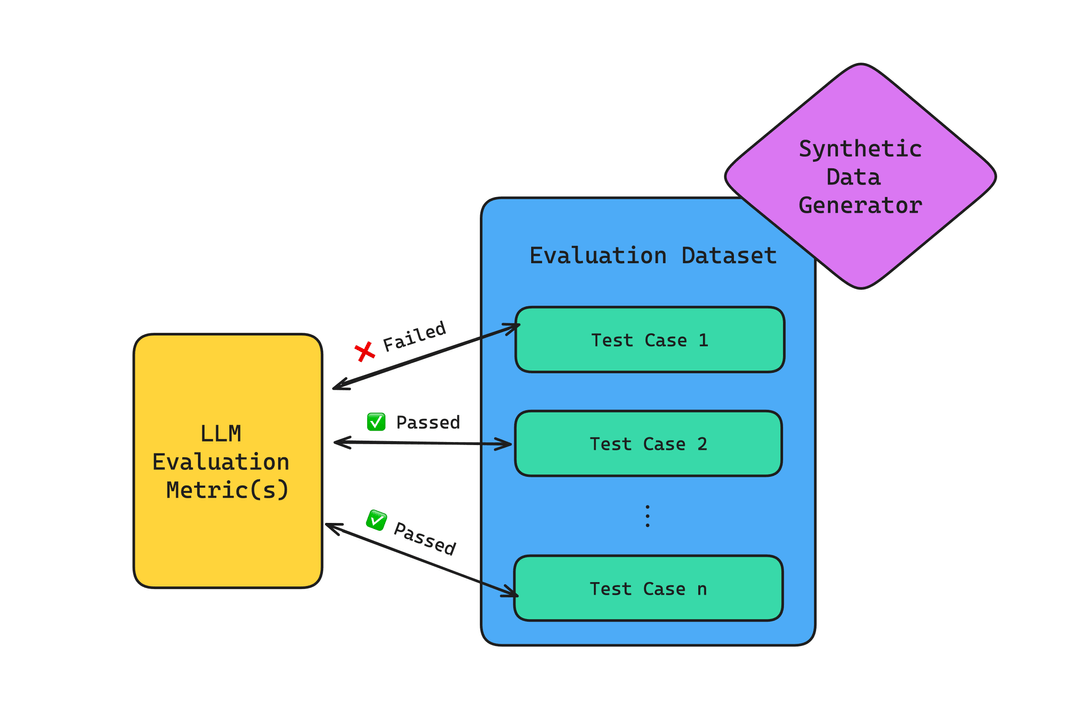 Synthetic
Data
Generator
Evaluation Dataset
❌ Failed
Test Case 1
✅ Passed
Test Case 2
LLM
Evaluation
Metric(s)
⋮
✅ Passed
Test Case n